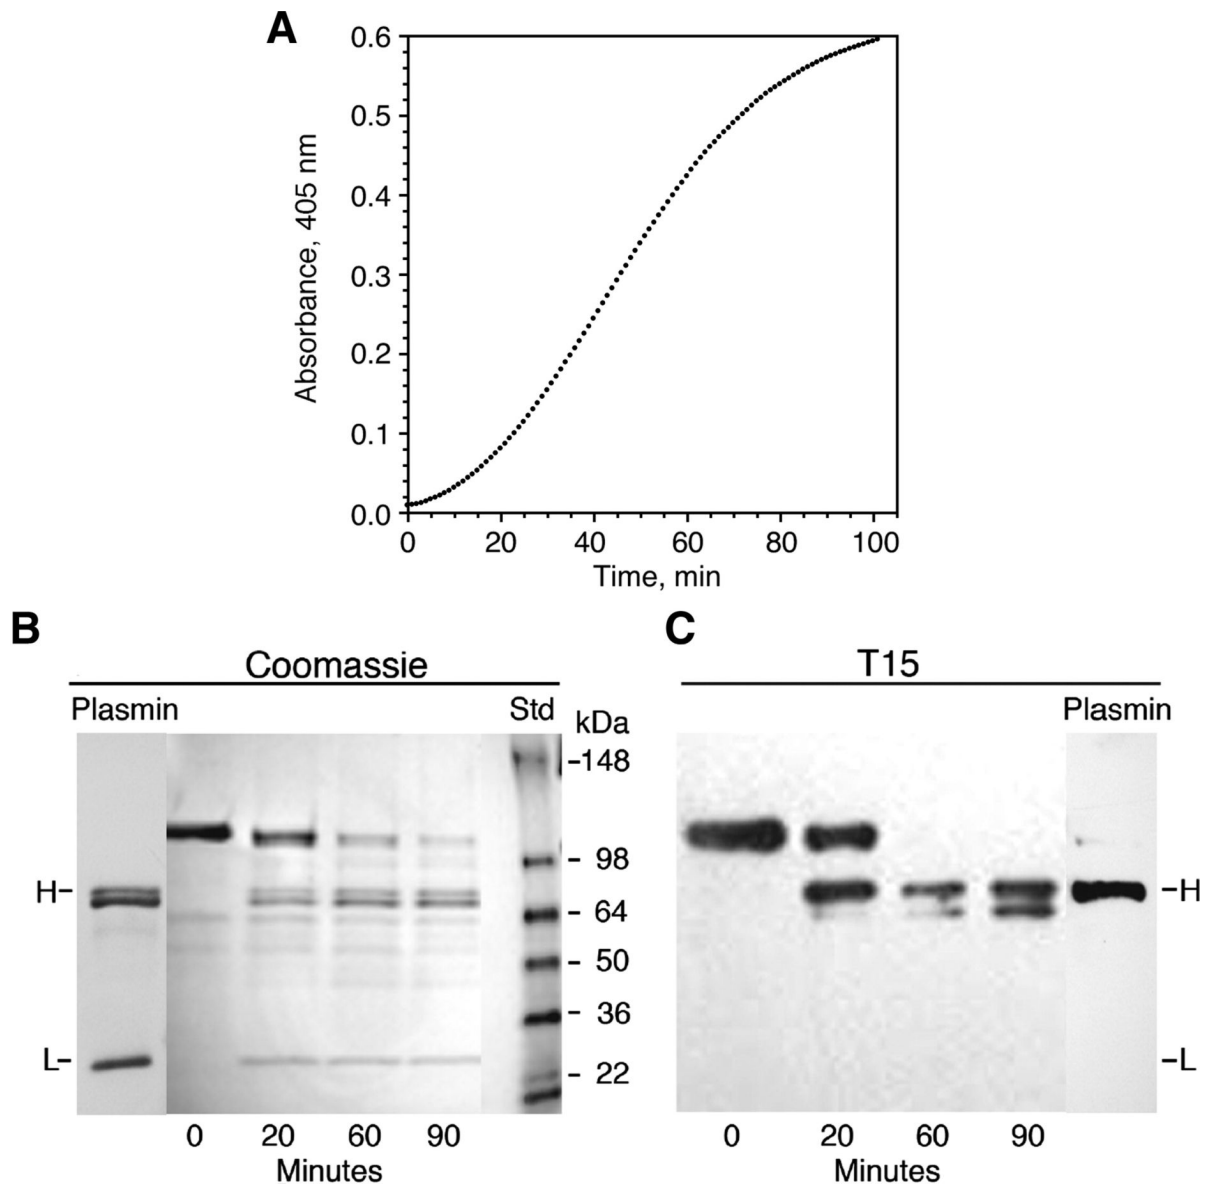 A
Absorbance, 405 nm
0.6
0.5
0.4
0.3
0.2
0.1
0.0
0 20 40 60 80 100
Time, min
B
Coomassie
Plasmin Std kDa
-148
- 98
H-
- 64
- 50
- 36
L-
- 22
0 20 60 90
Minutes
C
T15
Plasmin
-H
-L
0 20 60 90
Minutes